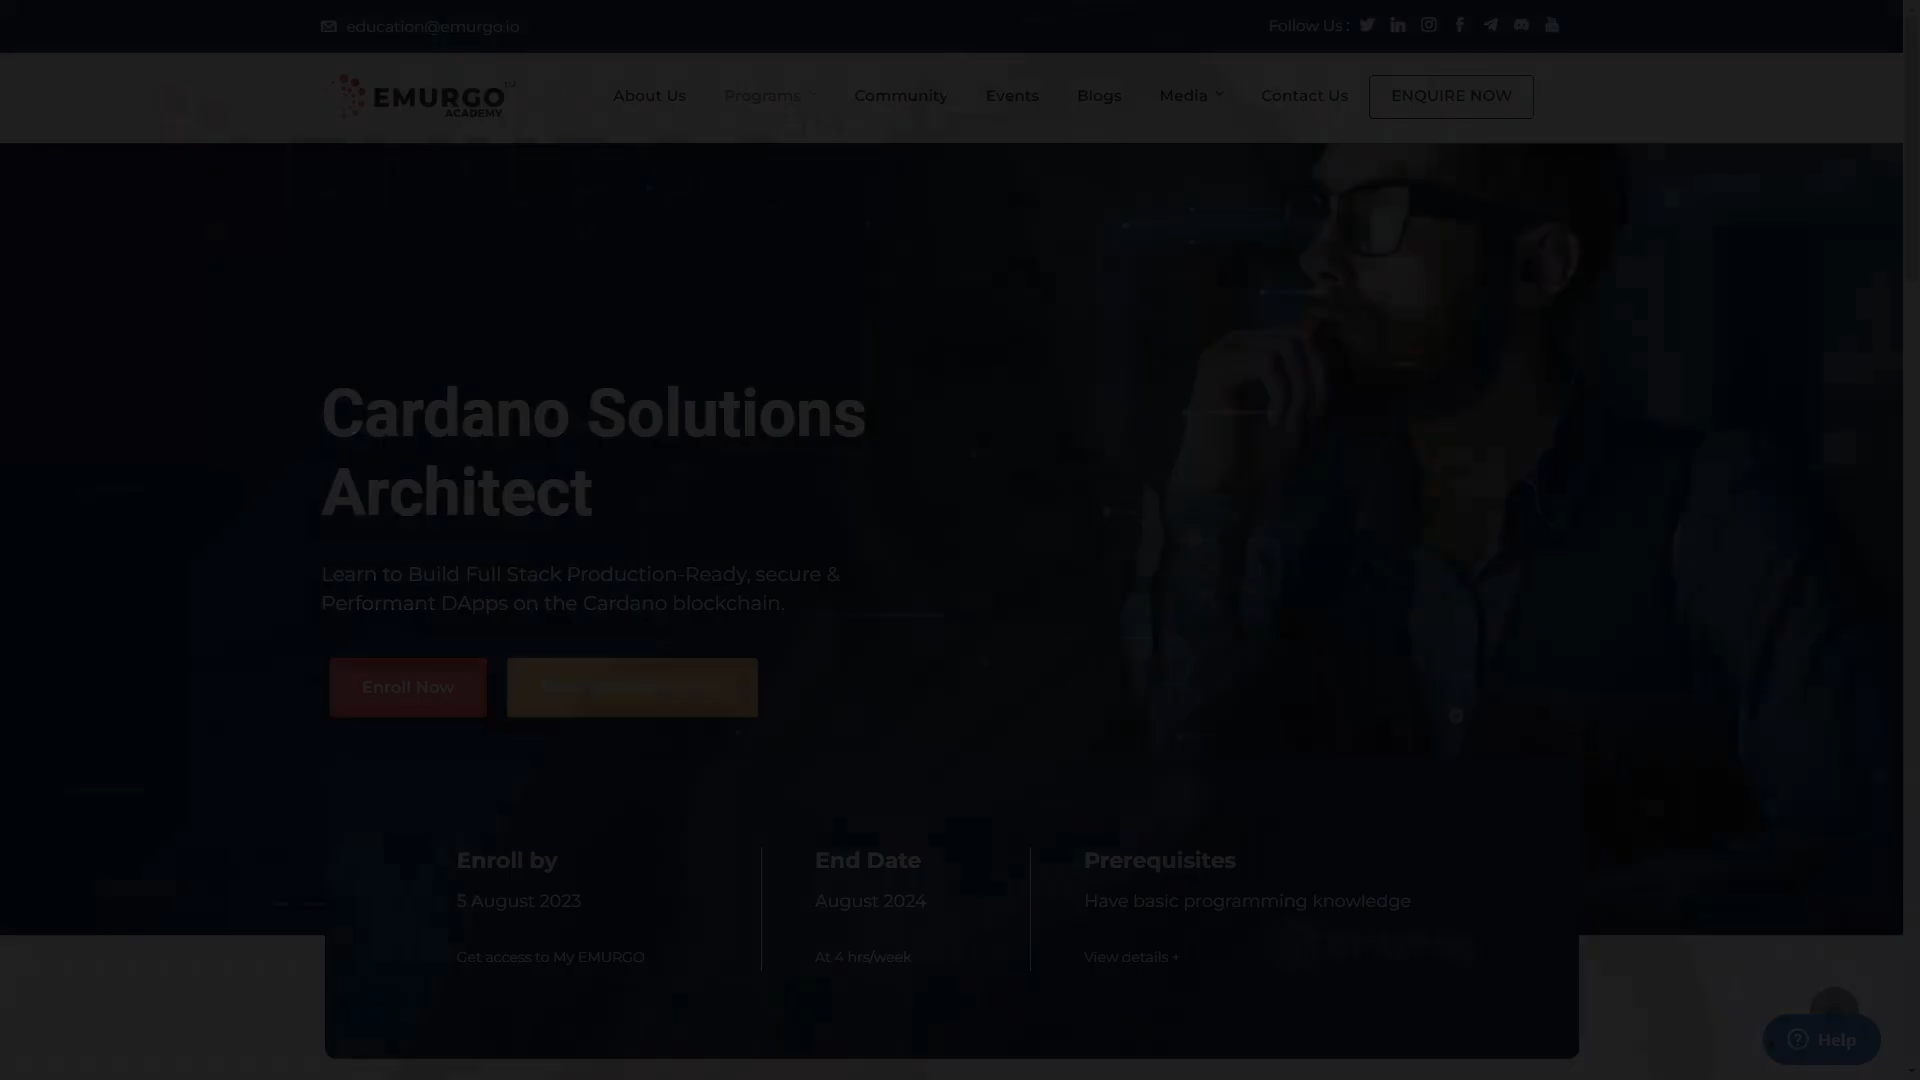 education@emurgo.io
Follow Us :
EMURGO™
ACADEMY
About Us
Programs
Community
Events
Blogs
Media
Contact Us
ENQUIRE NOW
Cardano Solutions
Architect
Learn to Build Full Stack Production-Ready, secure &
Performant DApps on the Cardano blockchain.
Enroll Now
Enroll by
5 August 2023
Get access to My EMURGO
End Date
August 2024
At 4 hrs/week
Prerequisites
Have basic programming knowledge
View details +
Help